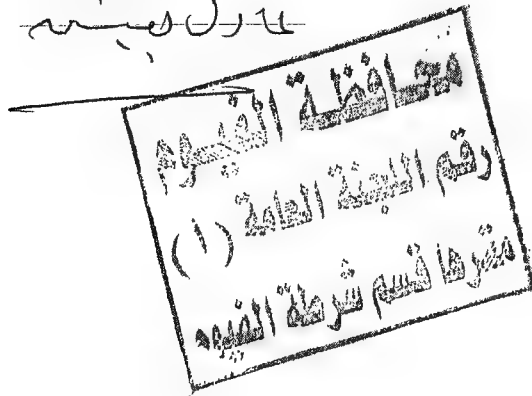 محافظة الفيوم
رقم اللجنة العامة (١)
مقرها قسم شرطة الفيوم